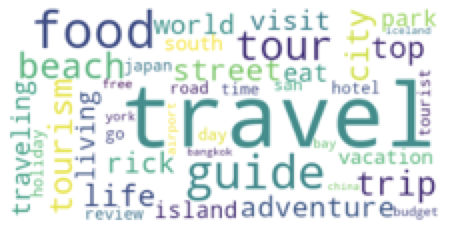 food world visit park
iceland
south tour city top
beach japan street eat
free road time san hotel
travel
traveling holiday tourism living
york go airport day bangkok bay tourist
rick guide vacation
life china trip
review island adventure budget